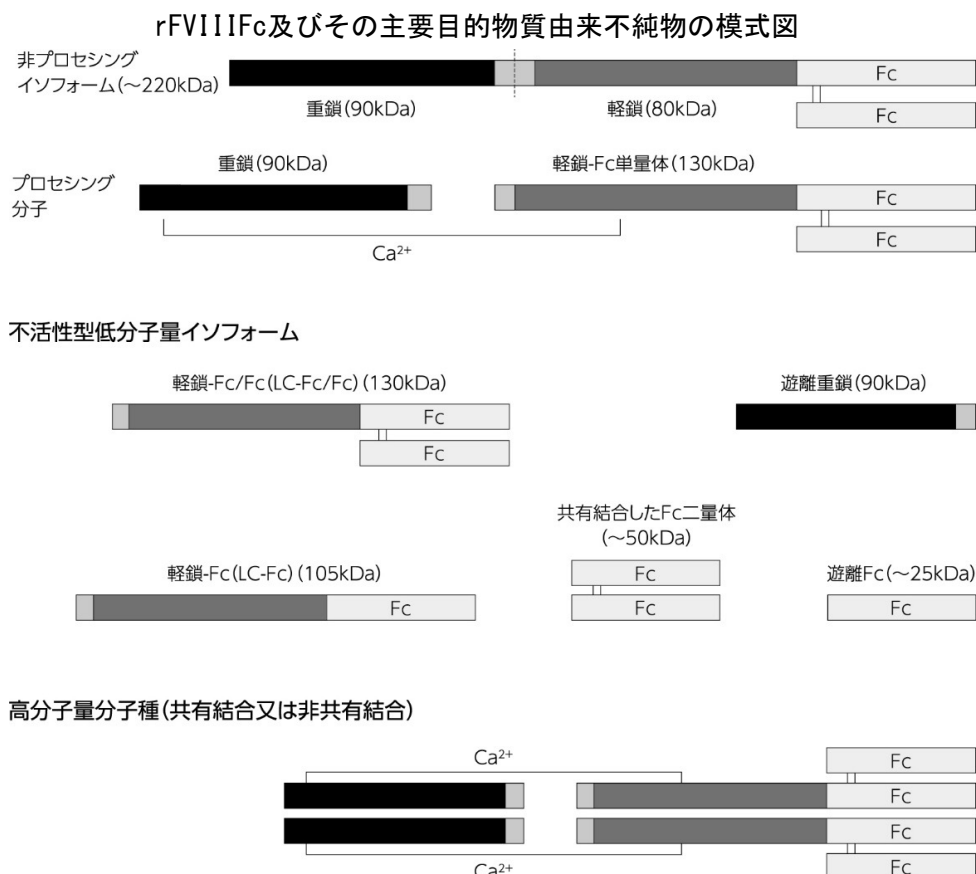 rFVIIIFc及びその主要目的物質由来不純物の模式図
非プロセシング
イソフォーム(～220kDa)
Fc
重鎖(90kDa)
軽鎖(80kDa)
Fc
プロセシング
分子
重鎖(90kDa)
軽鎖-Fc単量体(130kDa)
Fc
Fc
Ca²⁺
不活性型低分子量イソフォーム
軽鎖-Fc/Fc(LC-Fc/Fc)(130kDa)
遊離重鎖(90kDa)
Fc
Fc
共有結合したFc二量体
(～50kDa)
軽鎖-Fc(LC-Fc)(105kDa)
Fc
遊離Fc(～25kDa)
Fc
Fc
Fc
高分子量分子種(共有結合又は非共有結合)
Ca²⁺
Fc
Fc
Fc
Fc
Ca²⁺